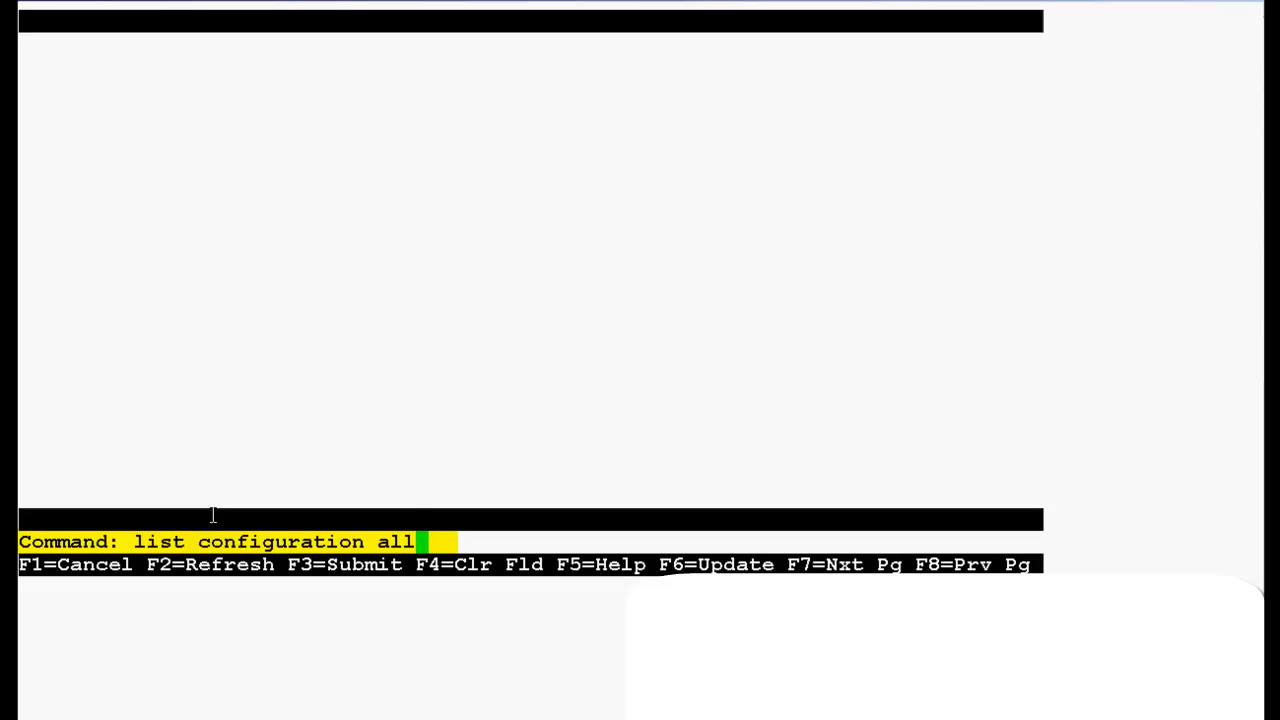 Command: list configuration all
F1=Cancel F2=Refresh F3=Submit F4=Clr Fld F5=Help F6=Update F7=Nxt Pg F8=Prv Pg